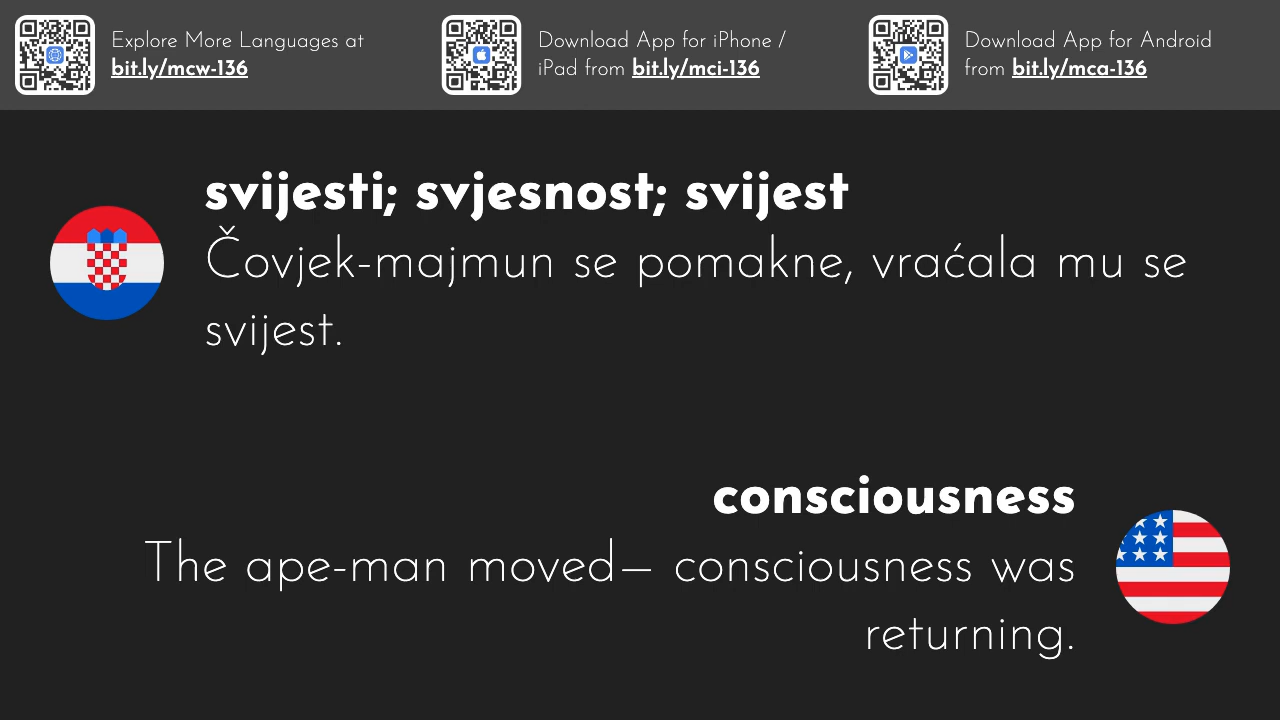 Explore More Languages at
bit.ly/mcw-136
Download App for iPhone /
iPad from bit.ly/mci-136
Download App for Android
from bit.ly/mca-136
svijesti; svjesnost; svijest
Čovjek-majmun se pomakne, vraćala mu se
svijest.
consciousness
The ape-man moved— consciousness was
returning.